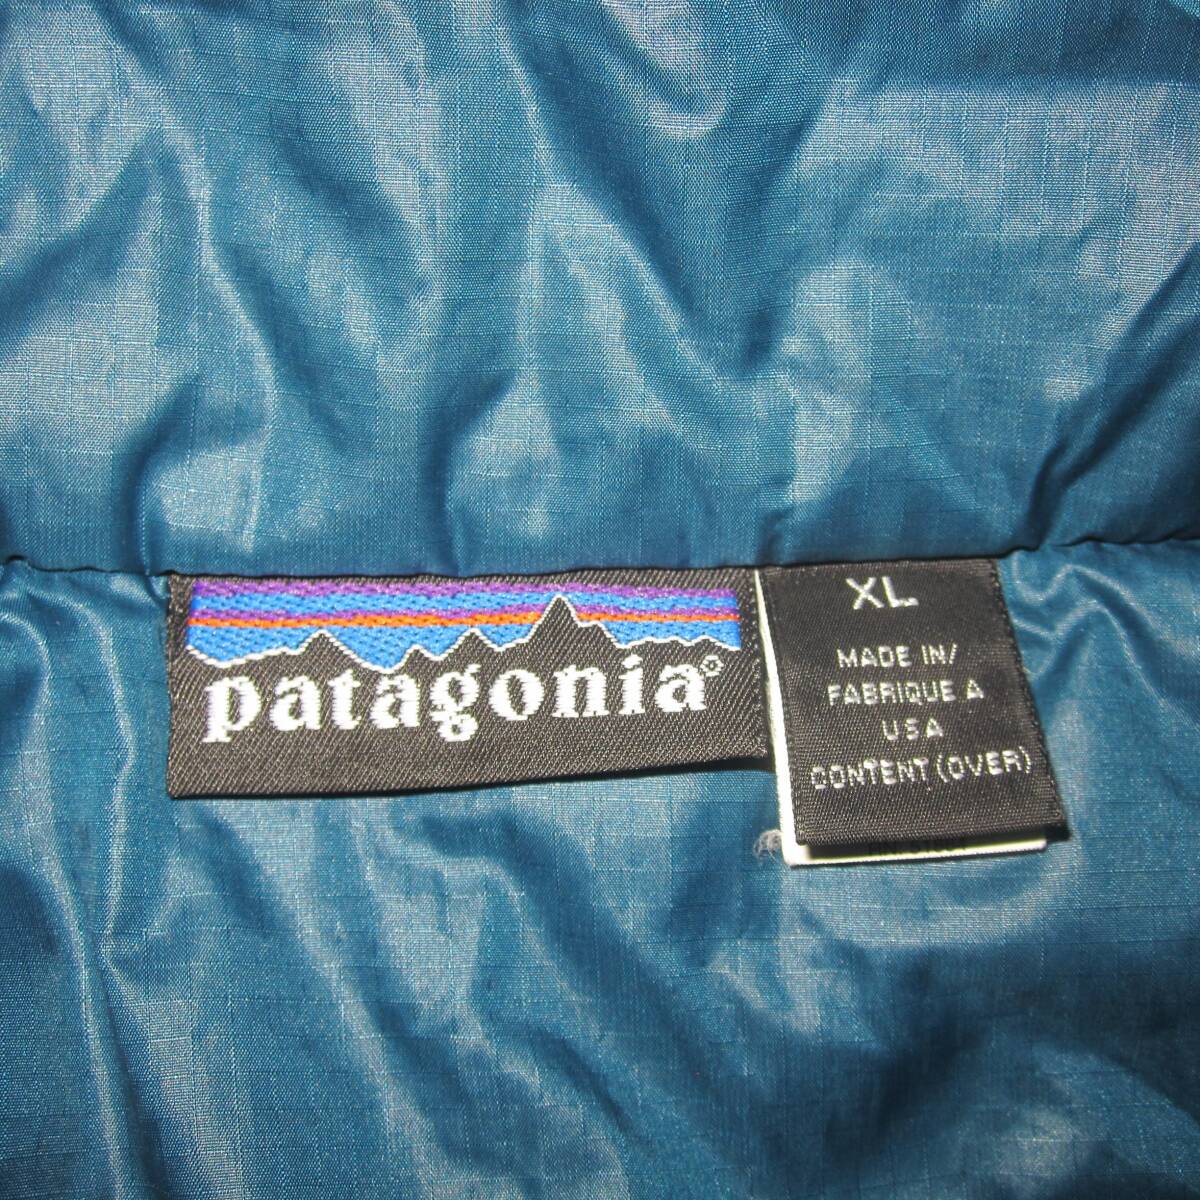 patagonia®
XL
MADE IN/
FABRIQUE A
USA
CONTENT (OVER)